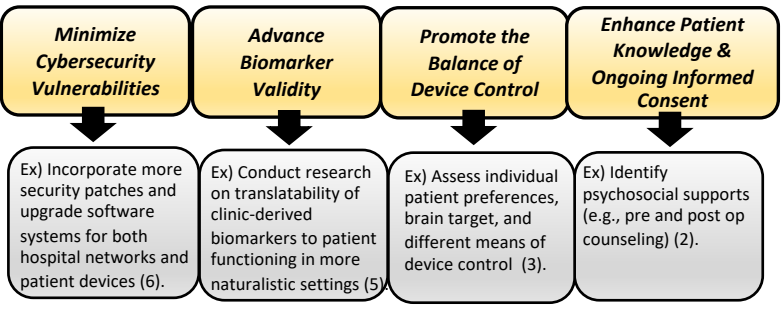 Minimize
Cybersecurity
Vulnerabilities
Advance
Biomarker
Validity
Promote the
Balance of
Device Control
Enhance Patient
Knowledge &
Ongoing Informed
Consent
Ex) Incorporate more
security patches and
upgrade software
systems for both
hospital networks and
patient devices (6).
Ex) Conduct research
on translatability of
clinic-derived
biomarkers to patient
functioning in more
naturalistic settings (5).
Ex) Assess individual
patient preferences,
brain target, and
different means of
device control (3).
Ex) Identify
psychosocial supports
(e.g., pre and post op
counseling) (2).